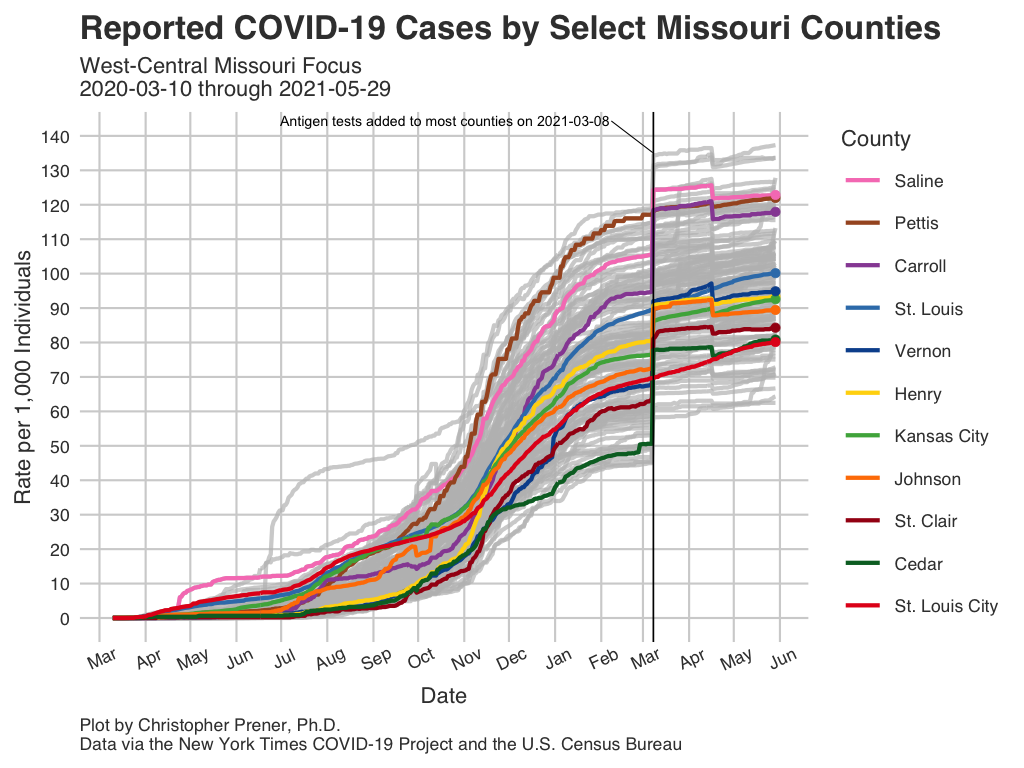 Reported COVID-19 Cases by Select Missouri Counties
West-Central Missouri Focus
2020-03-10 through 2021-05-29
Antigen tests added to most counties on 2021-03-08
140
130
120
110
100
90
80
70
60
50
40
30
20
10
0
Rate per 1,000 Individuals
Mar Apr May Jun Jul Aug Sep Oct Nov Dec Jan Feb Mar Apr May Jun
Date
County
Saline
Pettis
Carroll
St. Louis
Vernon
Henry
Kansas City
Johnson
St. Clair
Cedar
St. Louis City
Plot by Christopher Prener, Ph.D.
Data via the New York Times COVID-19 Project and the U.S. Census Bureau